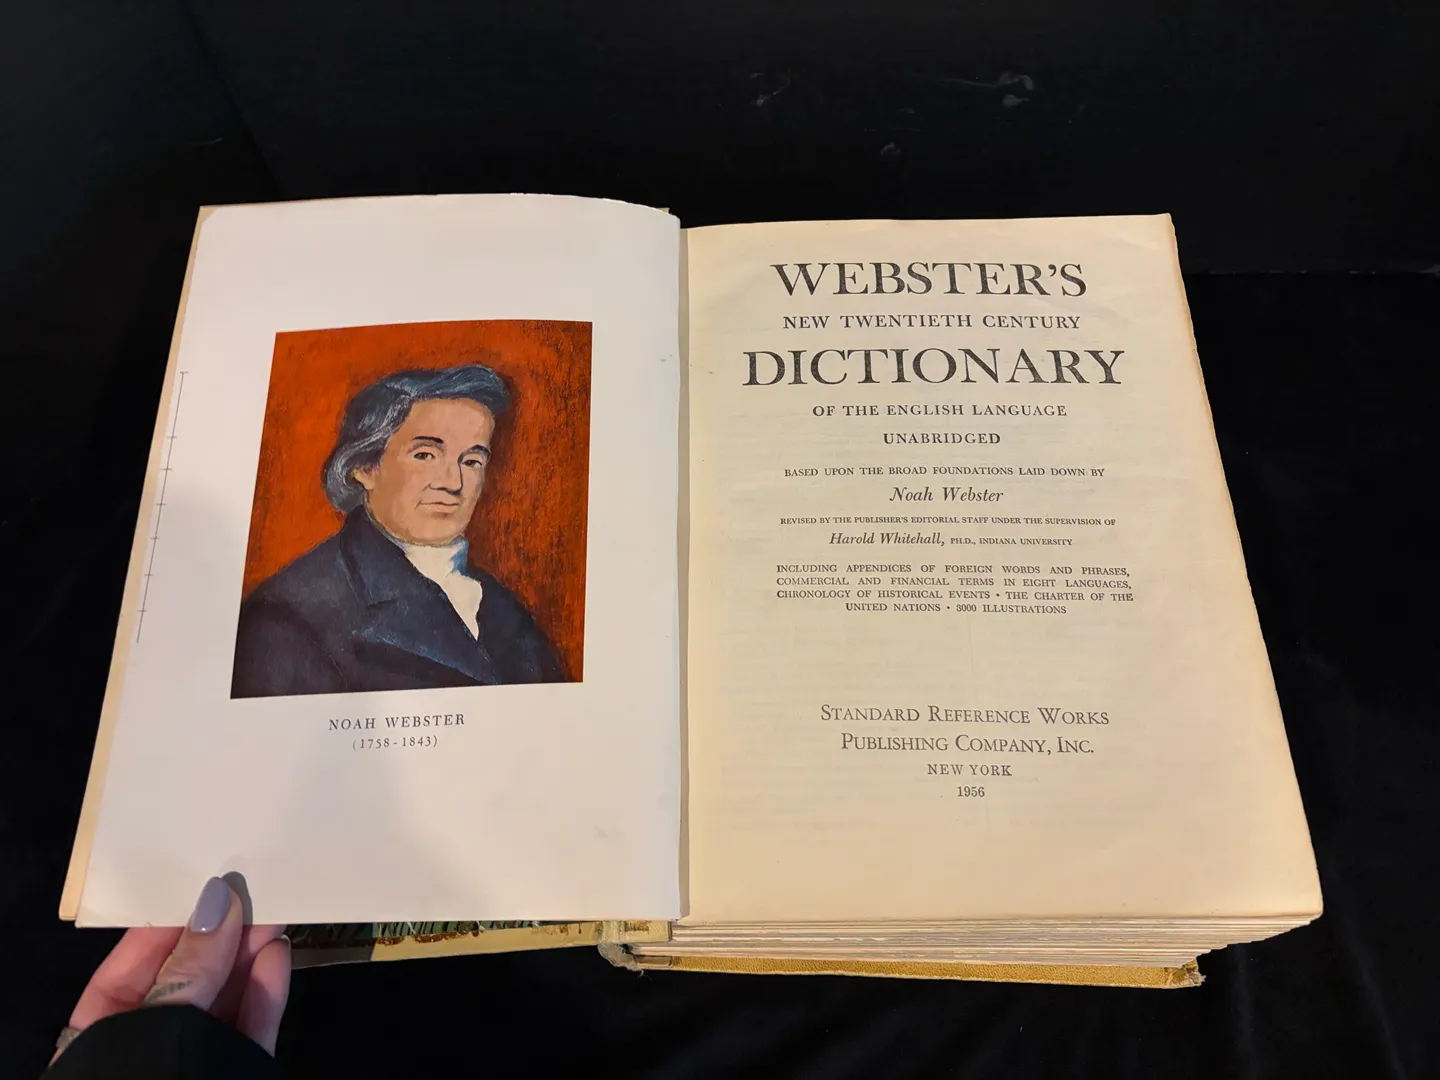 NOAH WEBSTER
(1758-1843)
WEBSTER'S
NEW TWENTIETH CENTURY
DICTIONARY
OF THE ENGLISH LANGUAGE
UNABRIDGED
BASED UPON THE BROAD FOUNDATIONS LAID DOWN BY
Noah Webster
REVISED BY THE PUBLISHER'S EDITORIAL STAFF UNDER THE SUPERVISION OF
Harold Whitehall, PH.D., INDIANA UNIVERSITY
INCLUDING APPENDICES OF FOREIGN WORDS AND PHRASES,
COMMERCIAL AND FINANCIAL TERMS IN EIGHT LANGUAGES,
CHRONOLOGY OF HISTORICAL EVENTS • THE CHARTER OF THE
UNITED NATIONS • 3000 ILLUSTRATIONS
STANDARD REFERENCE WORKS
PUBLISHING COMPANY, INC.
NEW YORK
1956